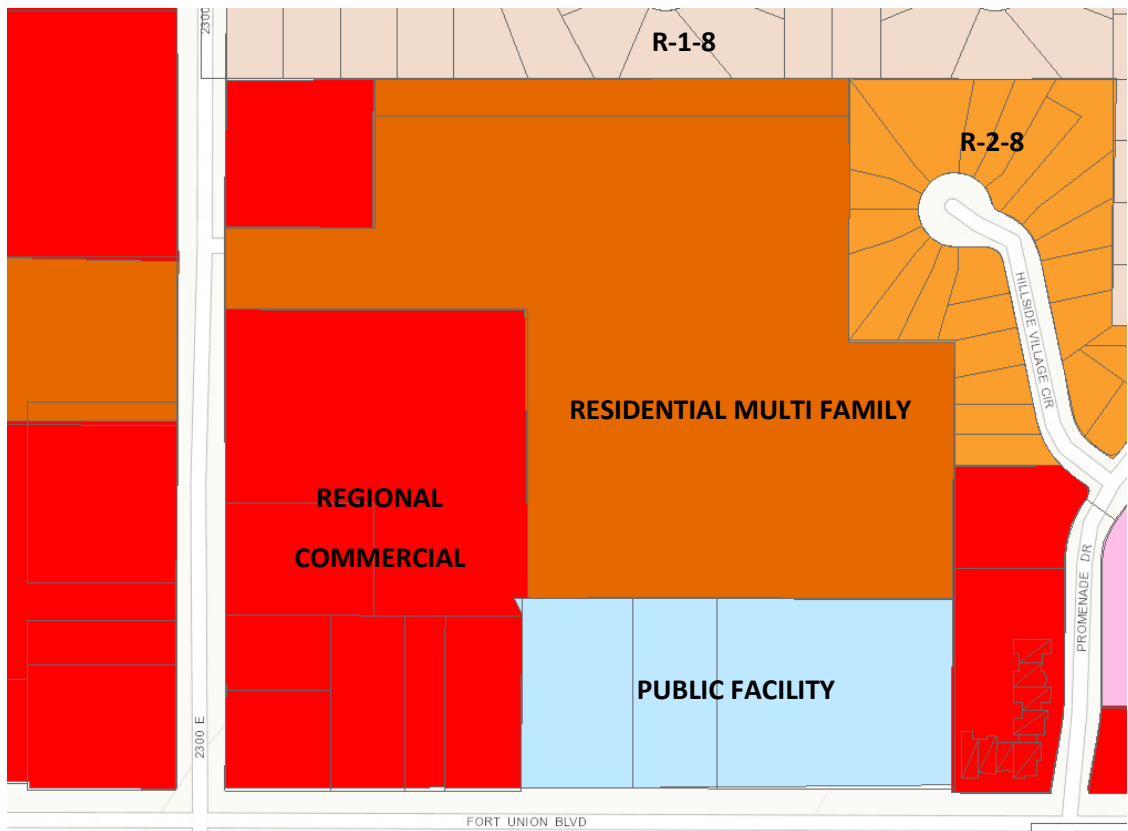 2300
R-1-8
R-2-8
HILLSIDE VILLAGE CIR
RESIDENTIAL MULTI FAMILY
REGIONAL
COMMERCIAL
PROMENADE DR
PUBLIC FACILITY
2300 E
FORT UNION BLVD